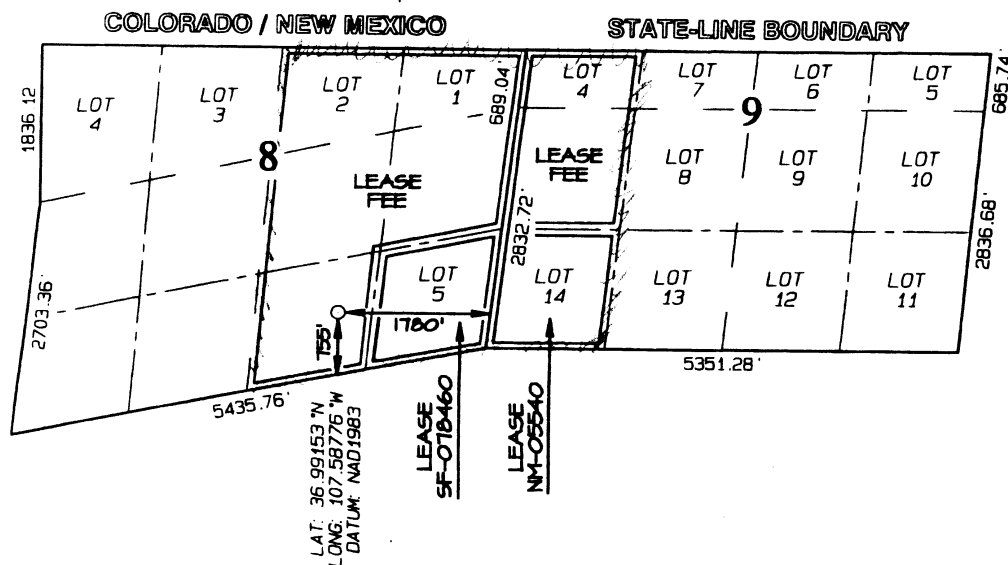 COLORADO / NEW MEXICO
STATE-LINE BOUNDARY
1836.12
LOT
4
LOT
3
LOT
2
LOT
1
689.04'
LOT
4
LOT
7
LOT
6
LOT
5
685.74'
8
9
LEASE
FEE
LEASE
FEE
LOT
8
LOT
9
LOT
10
2703.36'
2832.72'
2836.68'
LOT
5
LOT
14
LOT
13
LOT
12
LOT
11
1780'
755'
5435.76'
5351.28'
LAT: 36.99153 °N
LONG: 107.58776 °W
DATUM: NAD1983
LEASE
SF-078460
LEASE
NM-05540